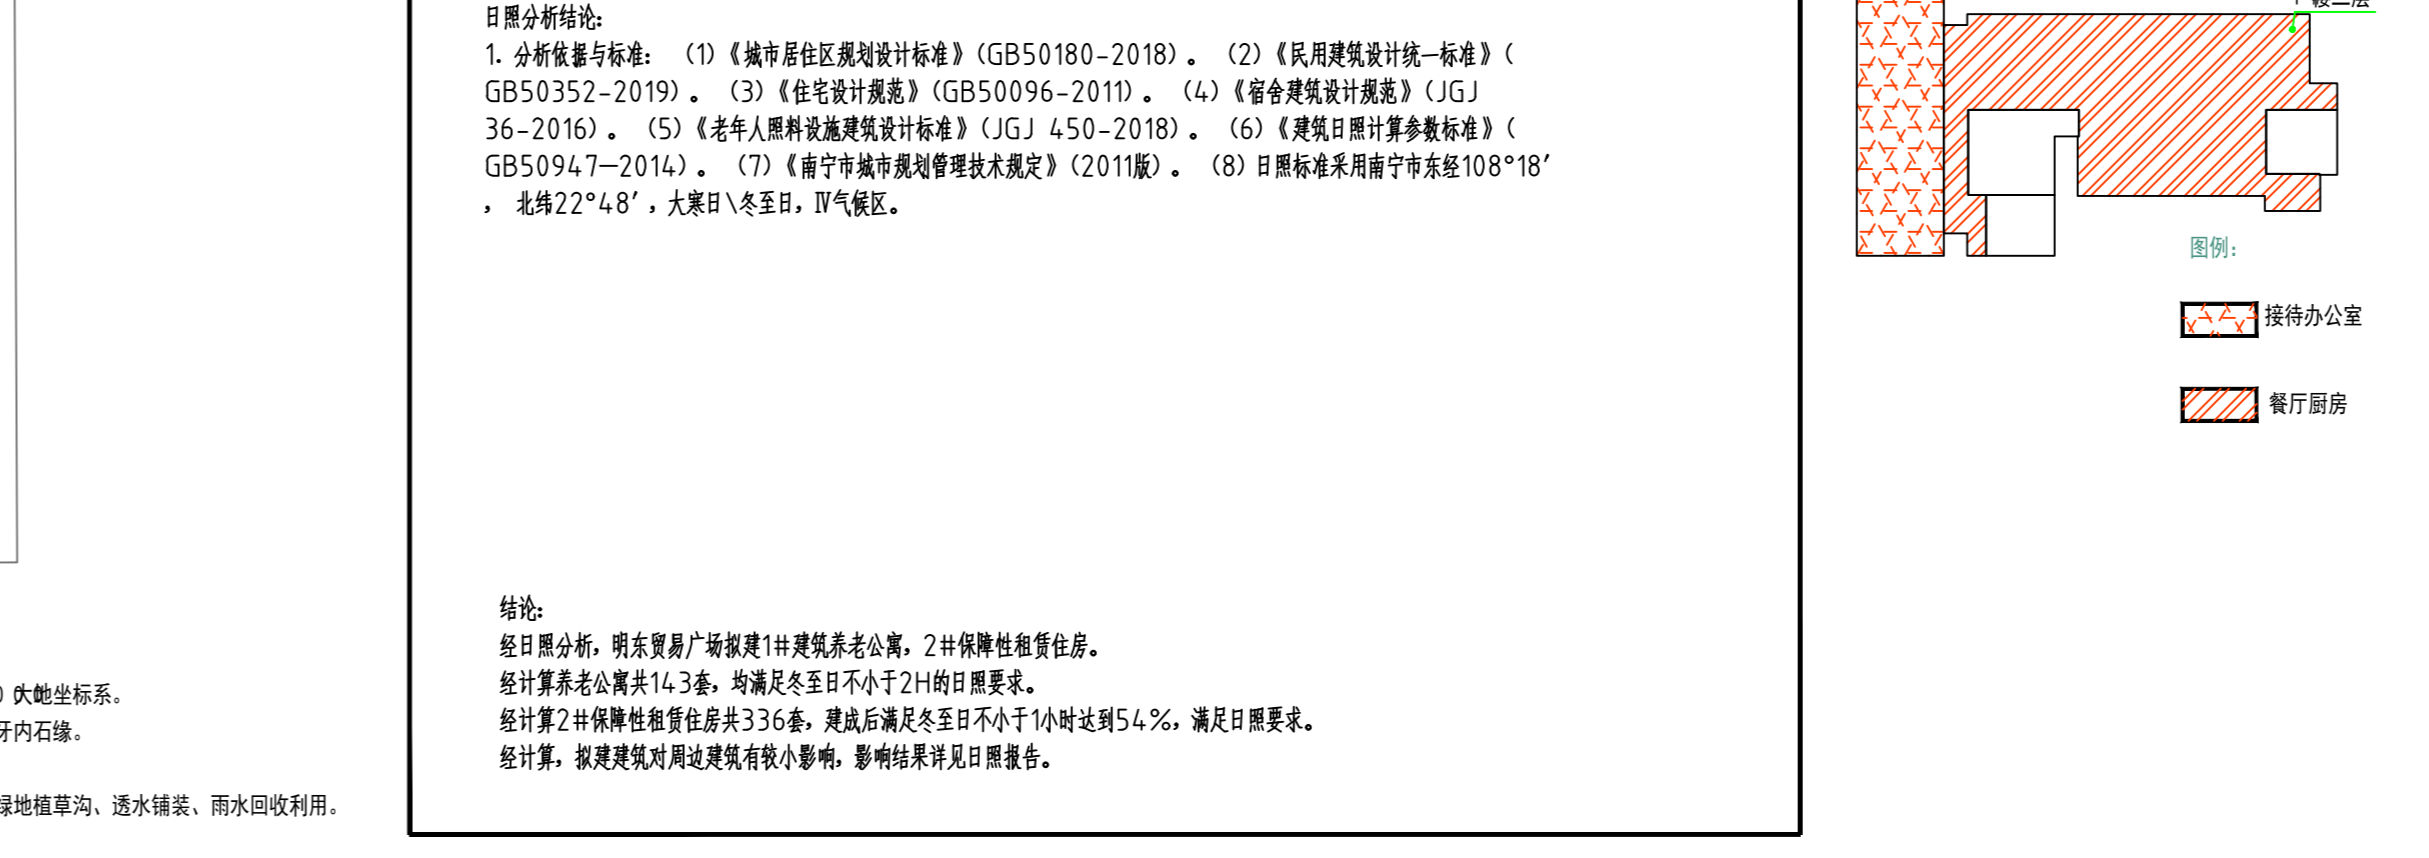 日照分析结论:
1. 分析依据与标准： （1）《城市居住区规划设计标准》（GB50180-2018）。 （2）《民用建筑设计统一标准》（
GB50352-2019）。 （3）《住宅设计规范》（GB50096-2011）。 （4）《宿舍建筑设计规范》（JGJ
36-2016）。 （5）《老年人照料设施建筑设计标准》（JGJ 450-2018）。 （6）《建筑日照计算参数标准》（
GB50947—2014）。 （7）《南宁市城市规划管理技术规定》（2011版）。 （8）日照标准采用南宁市东经108°18′
， 北纬22°48′，大寒日\冬至日，Ⅳ气候区。
结论:
经日照分析，明东贸易广场拟建1#建筑养老公寓，2#保障性租赁住房。
经计算养老公寓共143套，均满足冬至日不小于2H的日照要求。
经计算2#保障性租赁住房共336套，建成后满足冬至日不小于1小时达到54%，满足日照要求。
经计算，拟建建筑对周边建筑有较小影响，影响结果详见日照报告。
大地坐标系。
牙内石缘。
绿地植草沟、透水铺装、雨水回收利用。
图例:
接待办公室
餐厅厨房